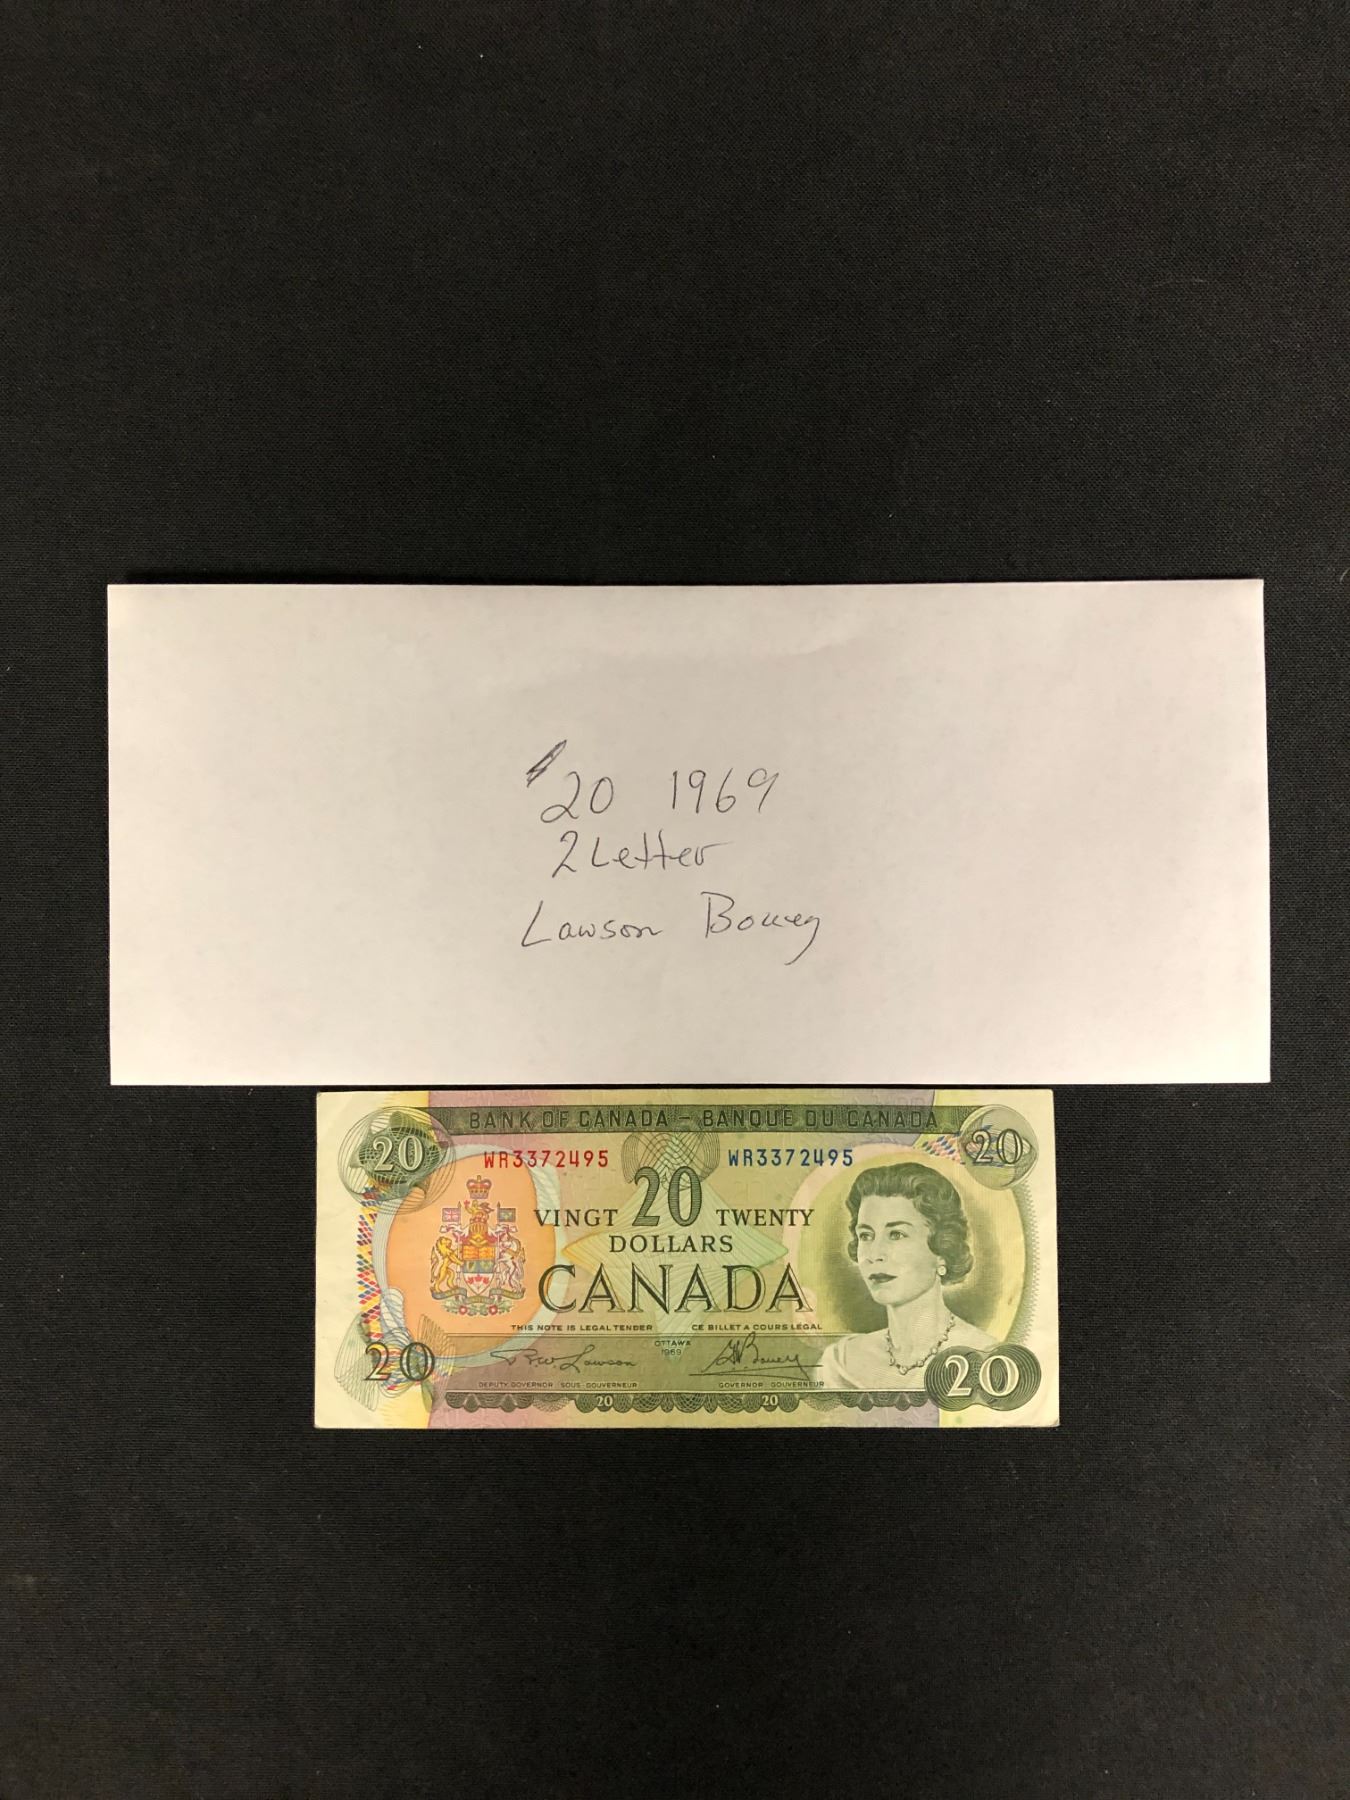 $20 1969
2 Letter
Lawson Bouey
BANK OF CANADA – BANQUE DU CANADA
20 20
WR3372495 WR3372495
VINGT 20 TWENTY
DOLLARS
CANADA
THIS NOTE IS LEGAL TENDER CE BILLET A COURS LÉGAL
OTTAWA
1969
20 R.W. Lawson G.K. Bouey 20
DEPUTY GOVERNOR - SOUS-GOUVERNEUR GOVERNOR - GOUVERNEUR
20 20